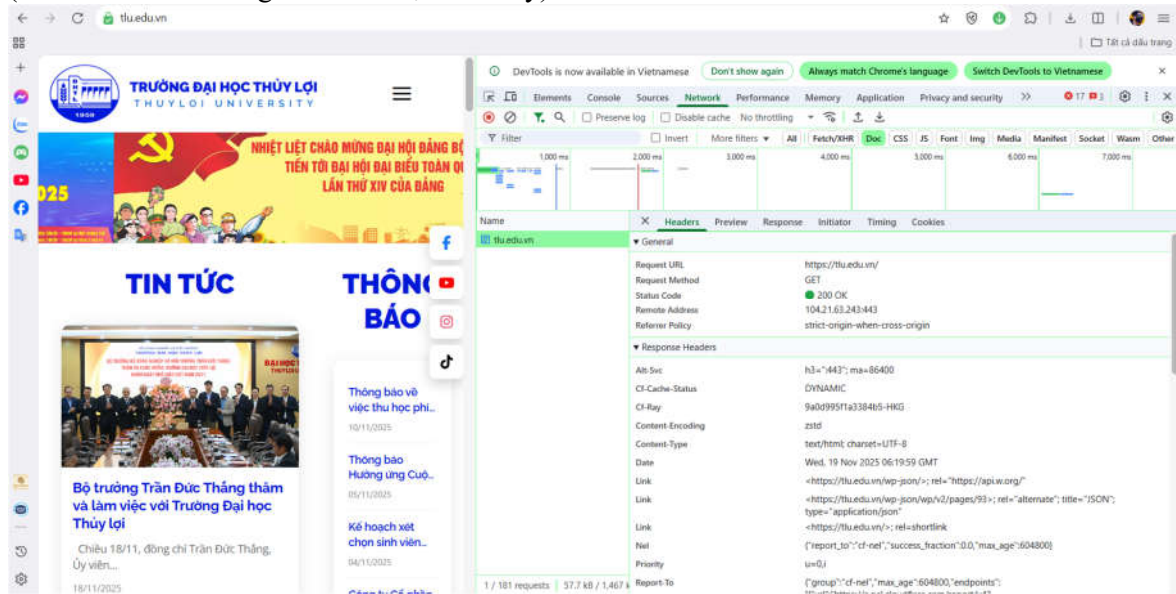 tlu.edu.vn
Tất cả dấu trang
TRƯỜNG ĐẠI HỌC THỦY LỢI
THUYLOI UNIVERSITY
1959
NHIỆT LIỆT CHÀO MỪNG ĐẠI HỘI ĐẢNG BỘ
TIẾN TỚI ĐẠI HỘI ĐẠI BIỂU TOÀN QU
LẦN THỨ XIV CỦA ĐẢNG
025
TIN TỨC
Bộ trưởng Trần Đức Thắng thăm
và làm việc với Trường Đại học
Thủy lợi
Chiều 18/11, đồng chí Trần Đức Thắng,
Ủy viên...
18/11/2025
THÔNG
BÁO
Thông báo về
việc thu học phí...
10/11/2025
Thông báo
Hưởng ứng Cuộ...
05/11/2025
Kế hoạch xét
chọn sinh viên...
04/11/2025
Công ty Cổ phần
DevTools is now available in Vietnamese Don't show again Always match Chrome's language Switch DevTools to Vietnamese
Elements Console Sources Network Performance Memory Application Privacy and security 17 1
Preserve log Disable cache No throttling
Filter Invert More filters All Fetch/XHR Doc CSS JS Font Img Media Manifest Socket Wasm Other
1,000 ms 2,000 ms 3,000 ms 4,000 ms 5,000 ms 6,000 ms 7,000 ms
Name Headers Preview Response Initiator Timing Cookies
tlu.edu.vn
General
Request URL https://tlu.edu.vn/
Request Method GET
Status Code 200 OK
Remote Address 104.21.63.243:443
Referrer Policy strict-origin-when-cross-origin
Response Headers
Alt-Svc h3=":443"; ma=86400
Cf-Cache-Status DYNAMIC
Cf-Ray 9a0d995f1a3384b5-HKG
Content-Encoding zstd
Content-Type text/html; charset=UTF-8
Date Wed, 19 Nov 2025 06:19:59 GMT
Link <https://tlu.edu.vn/wp-json/>; rel="https://api.w.org/"
Link <https://tlu.edu.vn/wp-json/wp/v2/pages/93>; rel="alternate"; title="JSON";
type="application/json"
Link <https://tlu.edu.vn/>; rel=shortlink
Nel {"report_to":"cf-nel","success_fraction":0.0,"max_age":604800}
Priority u=0,i
Report-To {"group":"cf-nel","max_age":604800,"endpoints":
1 / 181 requests 57.7 kB / 1,467 k